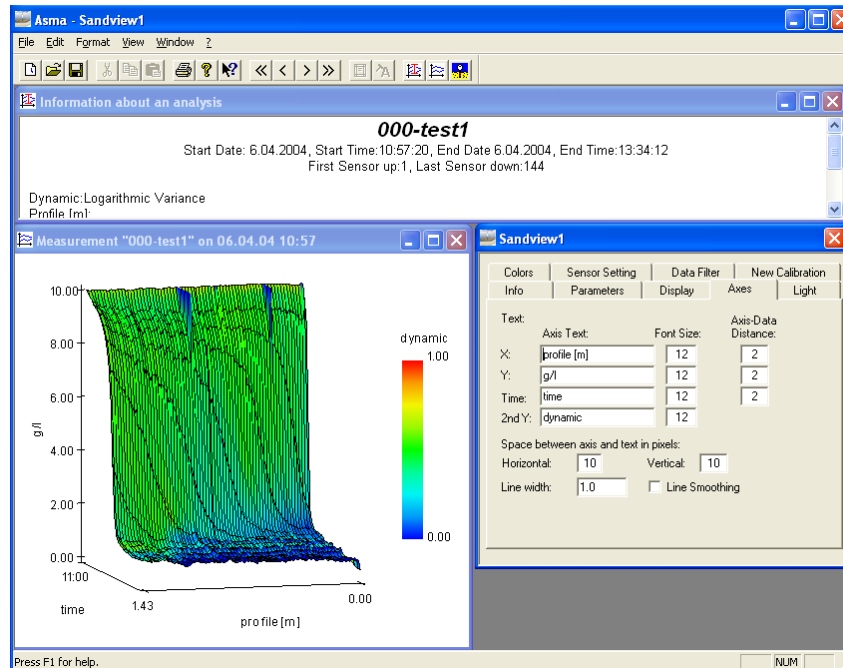 Asma - Sandview1
File Edit Format View Window ?
Information about an analysis
000-test1
Start Date: 6.04.2004, Start Time:10:57:20, End Date 6.04.2004, End Time:13:34:12
First Sensor up:1, Last Sensor down:144
Dynamic:Logarithmic Variance
Profile [m]:
Measurement "000-test1" on 06.04.04 10:57
10.00
8.00
6.00
4.00
2.00
0.00
g/l
11:00
time
1.43
profile [m]
0.00
dynamic
1.00
0.00
Sandview1
Colors Sensor Setting Data Filter New Calibration
Info Parameters Display Axes Light
Text:
Axis Text: Font Size: Axis-Data Distance:
X: profile [m] 12 2
Y: g/l 12 2
Time: time 12 2
2nd Y: dynamic 12
Space between axis and text in pixels:
Horizontal: 10 Vertical: 10
Line width: 1.0 Line Smoothing
Press F1 for help.
NUM